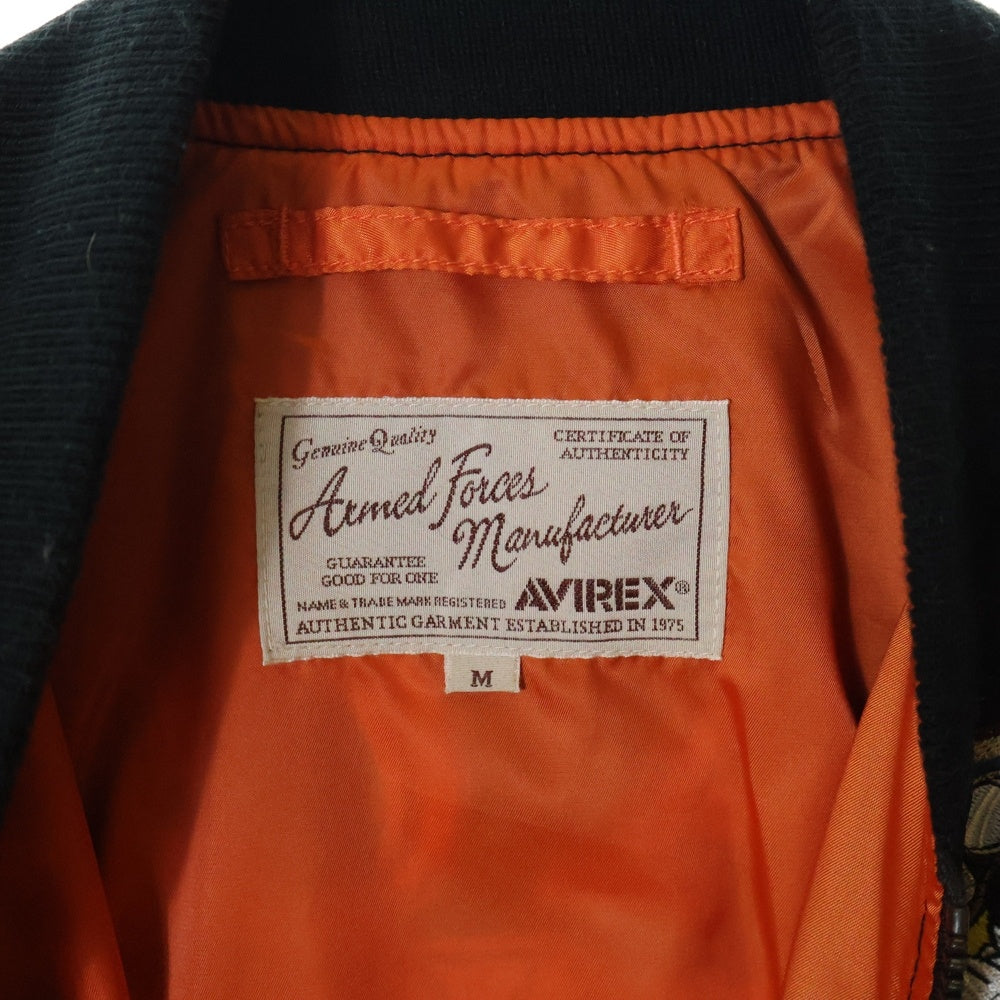 Genuine Quality
CERTIFICATE OF
AUTHENTICITY
Armed Forces
Manufacturer
GUARANTEE
GOOD FOR ONE
NAME & TRADE MARK REGISTERED
AVIREX®
AUTHENTIC GARMENT ESTABLISHED IN 1975
M